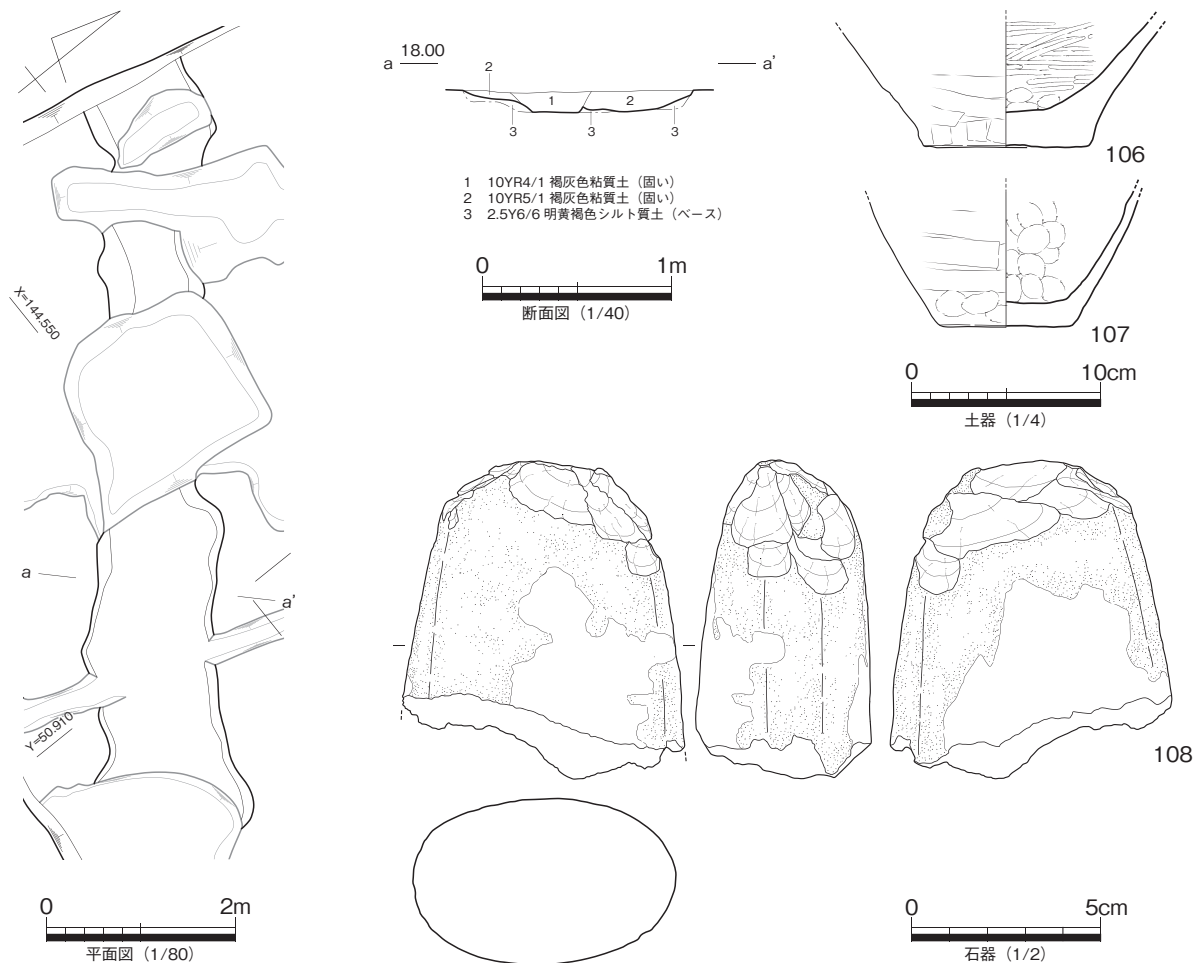 18.00
a
a'
2
1
2
3
3
3
1 10YR4/1 褐灰色粘質土（固い）
2 10YR5/1 褐灰色粘質土（固い）
3 2.5Y6/6 明黄褐色シルト質土（ベース）
0 1m
断面図（1/40）
106
107
0 10cm
土器（1/4）
X=144.550
a
a'
Y=50.910
0 2m
平面図（1/80）
108
0 5cm
石器（1/2）